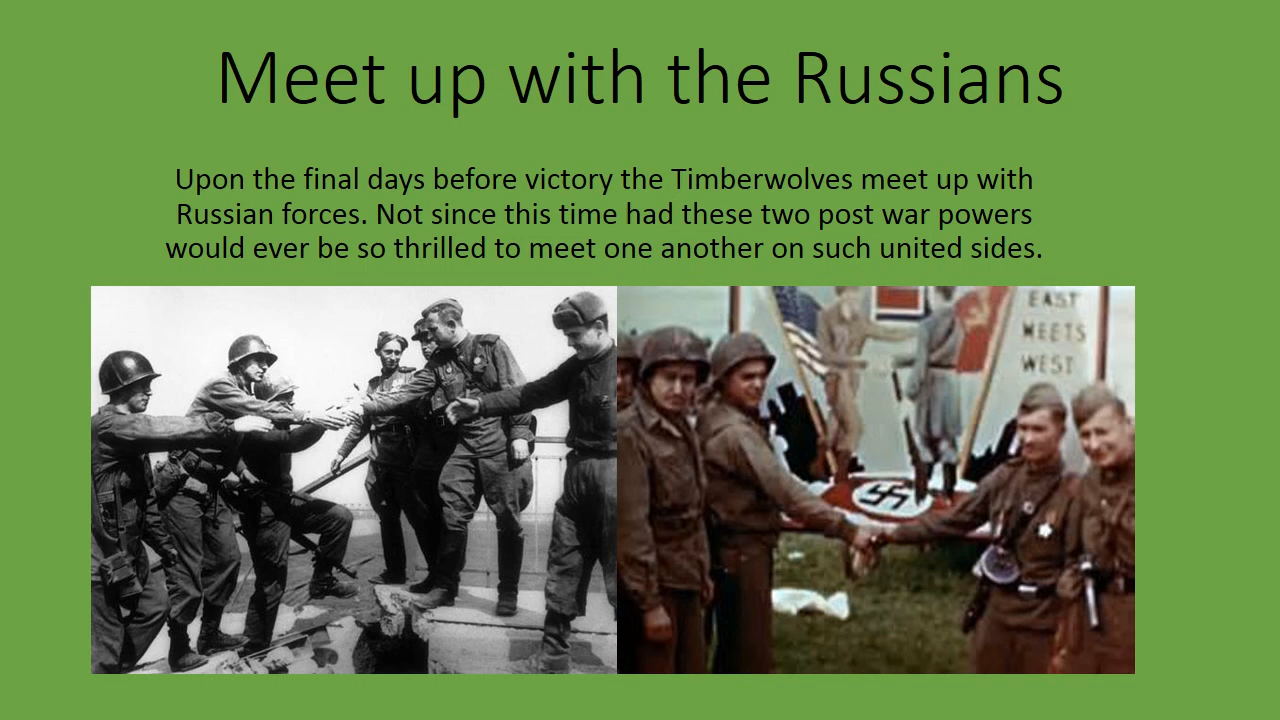 Meet up with the Russians
Upon the final days before victory the Timberwolves meet up with
Russian forces. Not since this time had these two post war powers
would ever be so thrilled to meet one another on such united sides.
EAST
MEETS
WEST